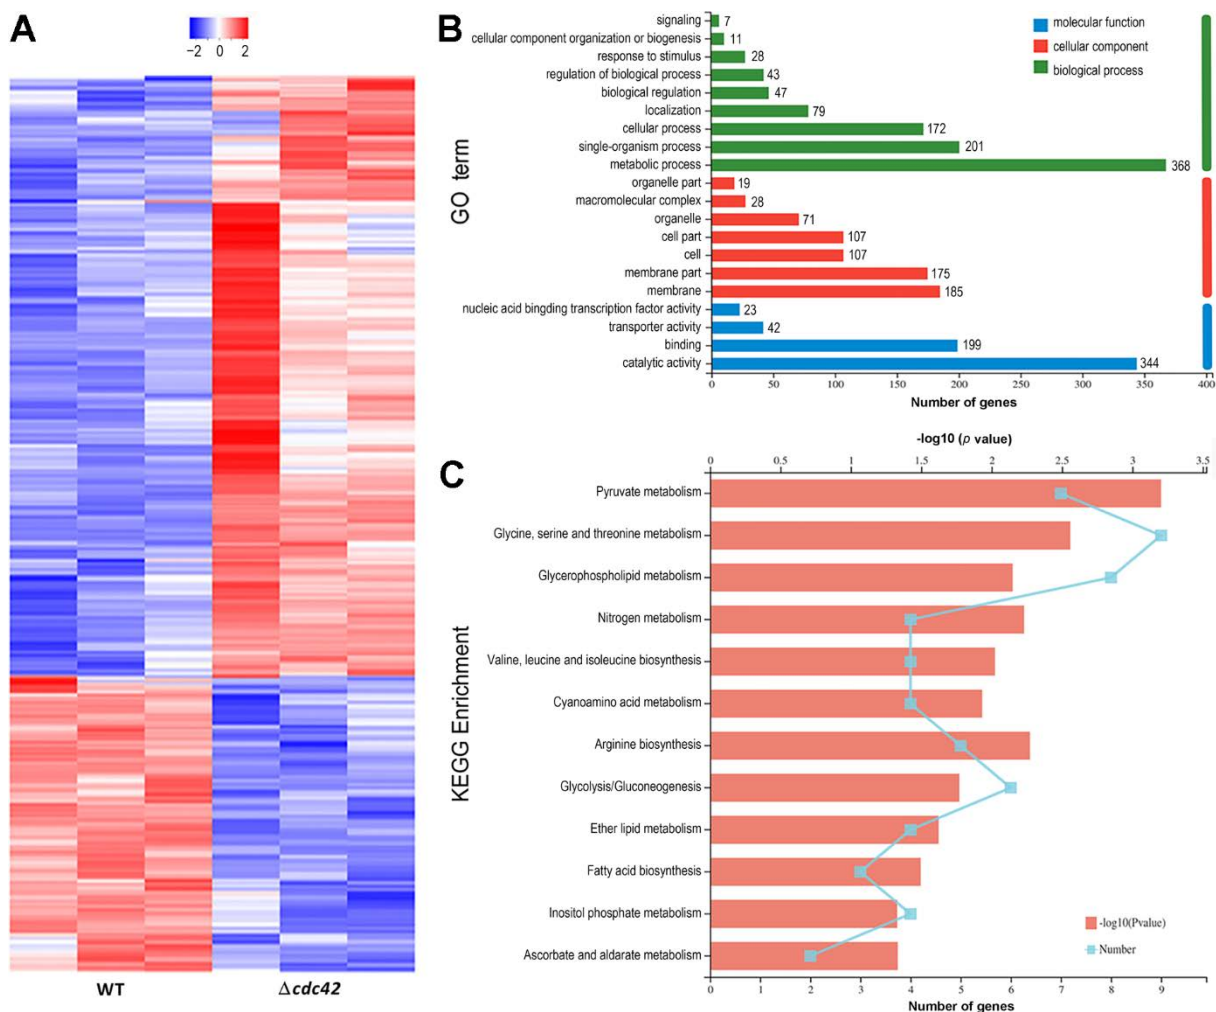 A
−2 0 2
WT
Δcdc42
B
GO term
signaling 7
cellular component organization or biogenesis 11
response to stimulus 28
regulation of biological process 43
biological regulation 47
localization 79
cellular process 172
single-organism process 201
metabolic process 368
organelle part 19
macromolecular complex 28
organelle 71
cell part 107
cell 107
membrane part 175
membrane 185
nucleic acid bingding transcription factor activity 23
transporter activity 42
binding 199
catalytic activity 344
0 50 100 150 200 250 300 350 400
Number of genes
molecular function
cellular component
biological process
C
-log10 (p value)
0 0.5 1 1.5 2 2.5 3 3.5
KEGG Enrichment
Pyruvate metabolism
Glycine, serine and threonine metabolism
Glycerophospholipid metabolism
Nitrogen metabolism
Valine, leucine and isoleucine biosynthesis
Cyanoamino acid metabolism
Arginine biosynthesis
Glycolysis/Gluconeogenesis
Ether lipid metabolism
Fatty acid biosynthesis
Inositol phosphate metabolism
Ascorbate and aldarate metabolism
-log10(Pvalue)
Number
0 1 2 3 4 5 6 7 8 9
Number of genes